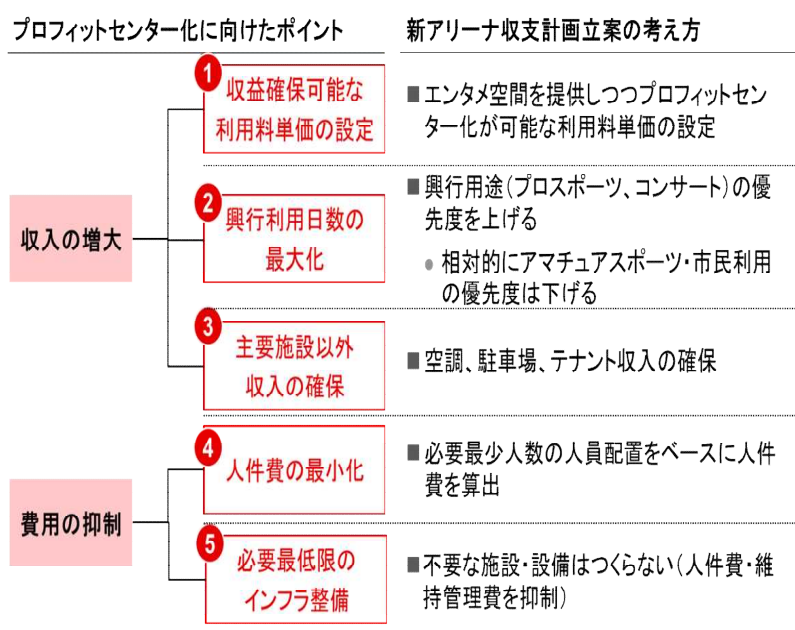 プロフィットセンター化に向けたポイント
新アリーナ収支計画立案の考え方
収入の増大
1
収益確保可能な
利用料単価の設定
■エンタメ空間を提供しつつプロフィットセン
ター化が可能な利用料単価の設定
2
興行利用日数の
最大化
■興行用途(プロスポーツ、コンサート)の優
先度を上げる
●相対的にアマチュアスポーツ・市民利用
の優先度は下げる
3
主要施設以外
収入の確保
■空調、駐車場、テナント収入の確保
費用の抑制
4
人件費の最小化
■必要最少人数の人員配置をベースに人件
費を算出
5
必要最低限の
インフラ整備
■不要な施設・設備はつくらない(人件費・維
持管理費を抑制)